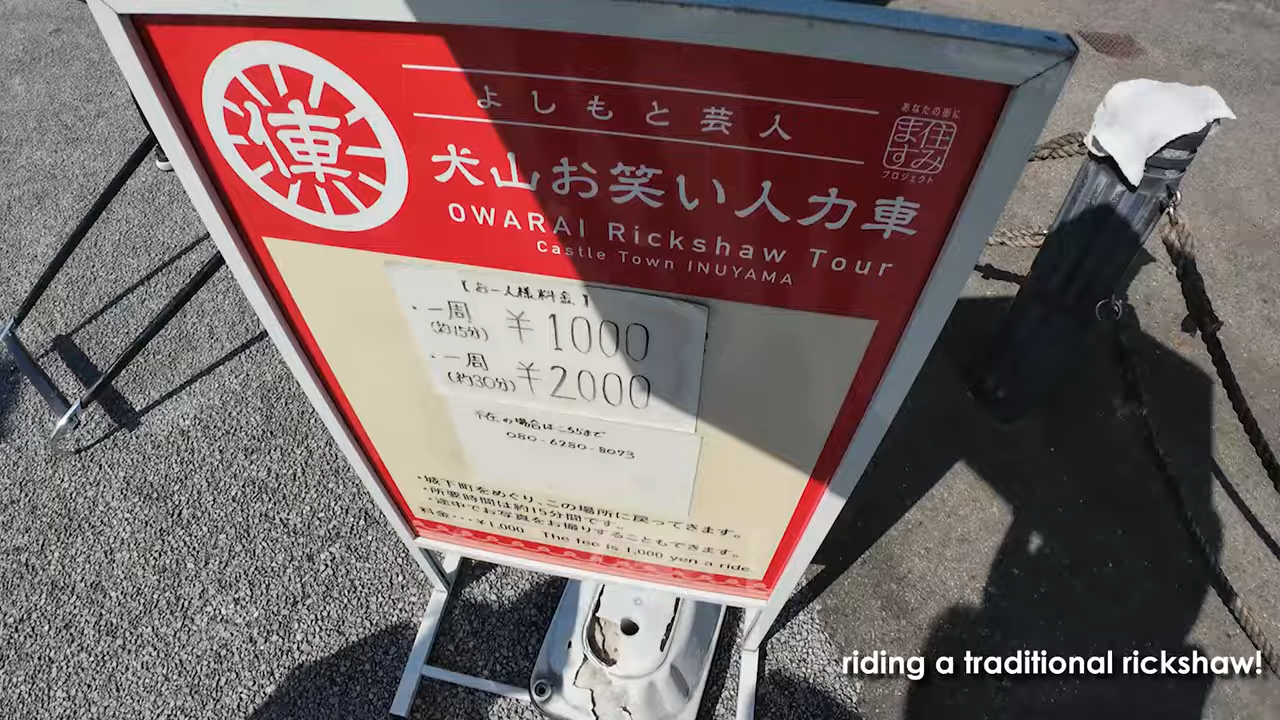 よしもと芸人
犬山お笑い人力車
OWARAI Rickshaw Tour
Castle Town INUYAMA
あなたの街に
住
ま
みす
プロジェクト
【お一人様料金】
・一周 ¥1000
(約15分)
・一周 ¥2000
(約30分)
不在の場合はこちらまで
080-6280-8073
・城下町をめぐり、この場所に戻ってきます。
・所要時間は約15分間です。
・途中でお写真をお撮りすることもできます。
料金・・・¥1,000 The fee is 1,000 yen a ride.
riding a traditional rickshaw!